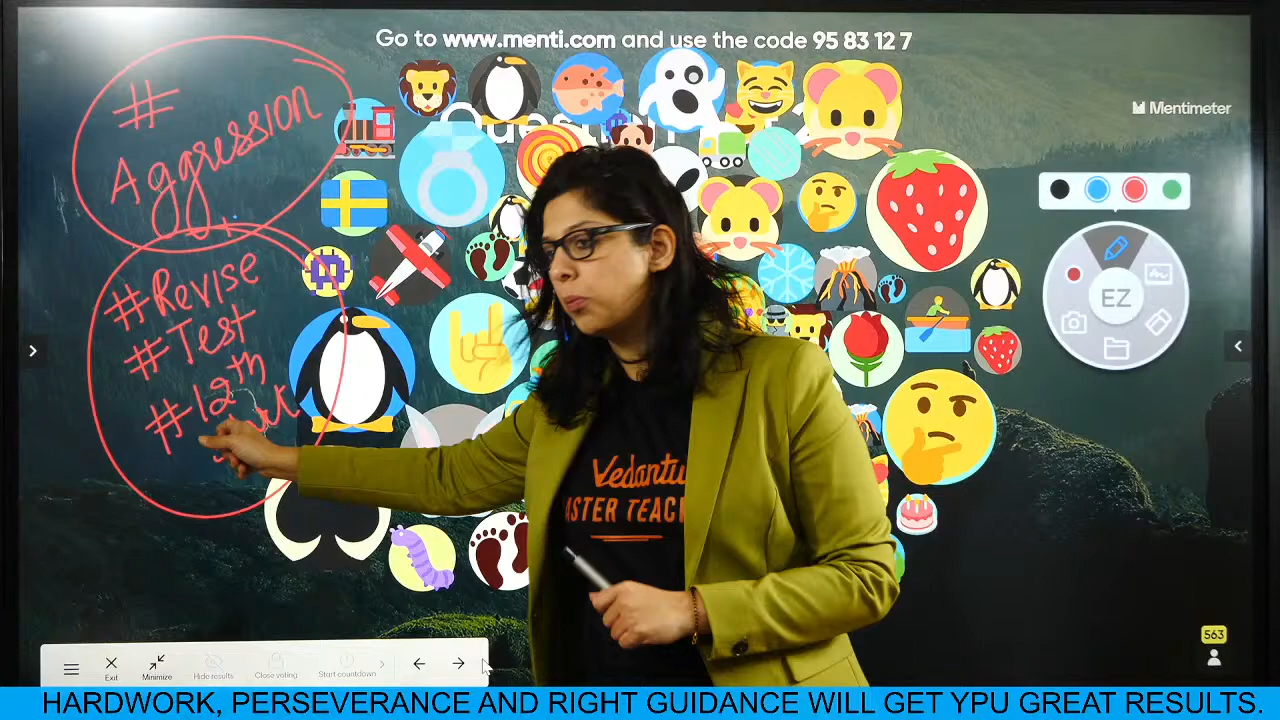 Go to www.menti.com and use the code 95 83 12 7
Mentimeter
#
Aggression
#Revise
#Test
#12th
EZ
Vedantu
MASTER TEACH
563
Exit
Minimize
Hide results
Close voting
Start countdown
HARDWORK, PERSEVERANCE AND RIGHT GUIDANCE WILL GET YPU GREAT RESULTS.